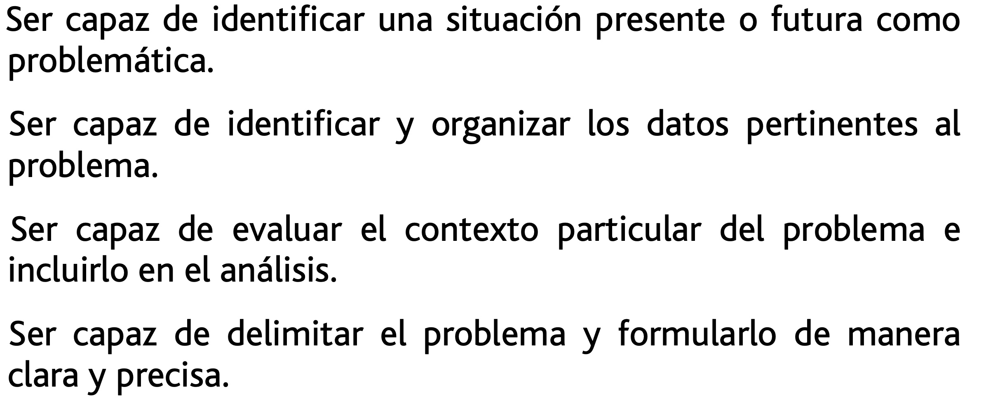 Ser capaz de identificar una situación presente o futura como
problemática.
Ser capaz de identificar y organizar los datos pertinentes al
problema.
Ser capaz de evaluar el contexto particular del problema e
incluirlo en el análisis.
Ser capaz de delimitar el problema y formularlo de manera
clara y precisa.